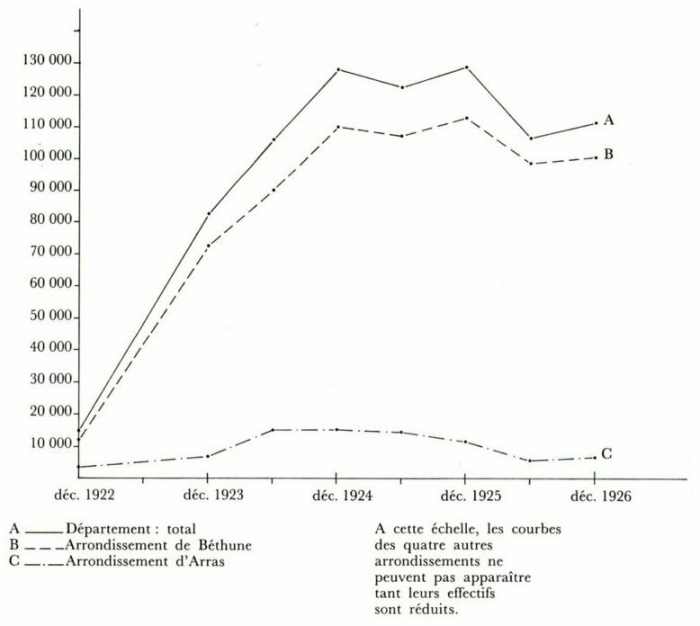 130 000
120 000
110 000
100 000
90 000
80 000
70 000
60 000
50 000
40 000
30 000
20 000
10 000
A
B
C
déc. 1922
déc. 1923
déc. 1924
déc. 1925
déc. 1926
A Département : total
B Arrondissement de Béthune
C Arrondissement d'Arras
A cette échelle, les courbes
des quatre autres
arrondissements ne
peuvent pas apparaître
tant leurs effectifs
sont réduits.